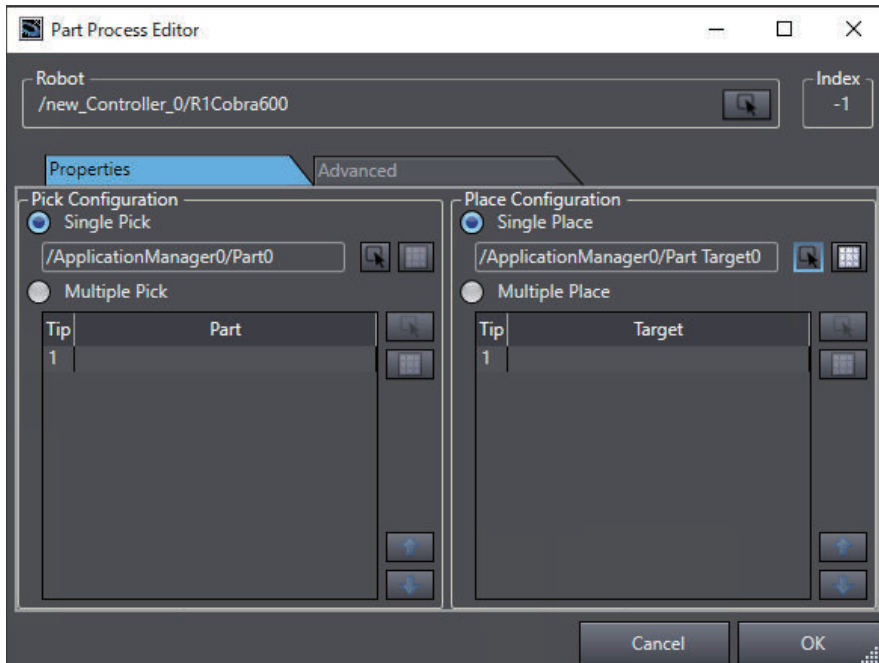 Part Process Editor
Robot
/new_Controller_0/R1Cobra600
Index
-1
Properties
Advanced
Pick Configuration
Single Pick
/ApplicationManager0/Part0
Multiple Pick
Tip Part
1
Place Configuration
Single Place
/ApplicationManager0/Part Target0
Multiple Place
Tip Target
1
Cancel
OK